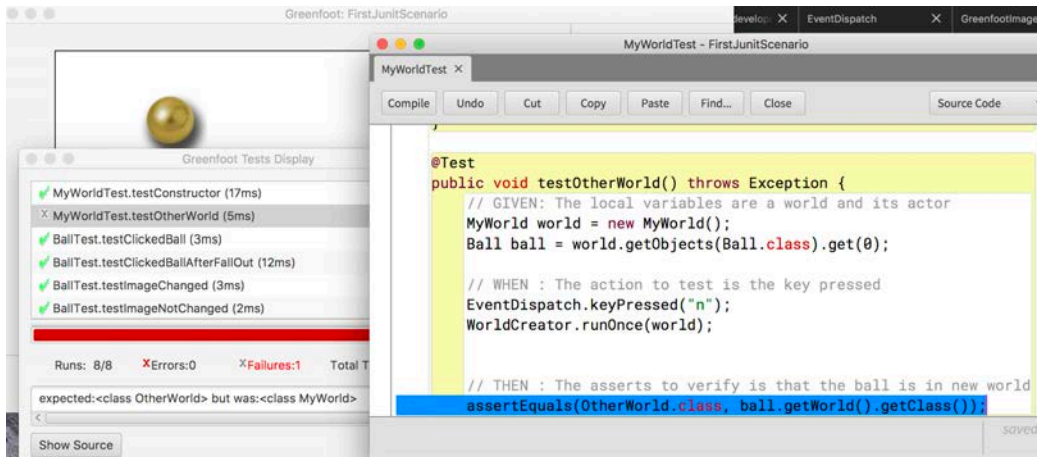 Greenfoot: FirstJunitScenario
EventDispatch
GreenfootImage
MyWorldTest - FirstJunitScenario
MyWorldTest
Compile Undo Cut Copy Paste Find... Close Source Code
@Test
public void testOtherWorld() throws Exception {
// GIVEN: The local variables are a world and its actor
MyWorld world = new MyWorld();
Ball ball = world.getObjects(Ball.class).get(0);
// WHEN : The action to test is the key pressed
EventDispatch.keyPressed("n");
WorldCreator.runOnce(world);
// THEN : The asserts to verify is that the ball is in new world
assertEquals(OtherWorld.class, ball.getWorld().getClass());
saved
Greenfoot Tests Display
MyWorldTest.testConstructor (17ms)
MyWorldTest.testOtherWorld (5ms)
BallTest.testClickedBall (3ms)
BallTest.testClickedBallAfterFallOut (12ms)
BallTest.testImageChanged (3ms)
BallTest.testImageNotChanged (2ms)
Runs: 8/8 XErrors:0 XFailures:1 Total T
expected:<class OtherWorld> but was:<class MyWorld>
Show Source